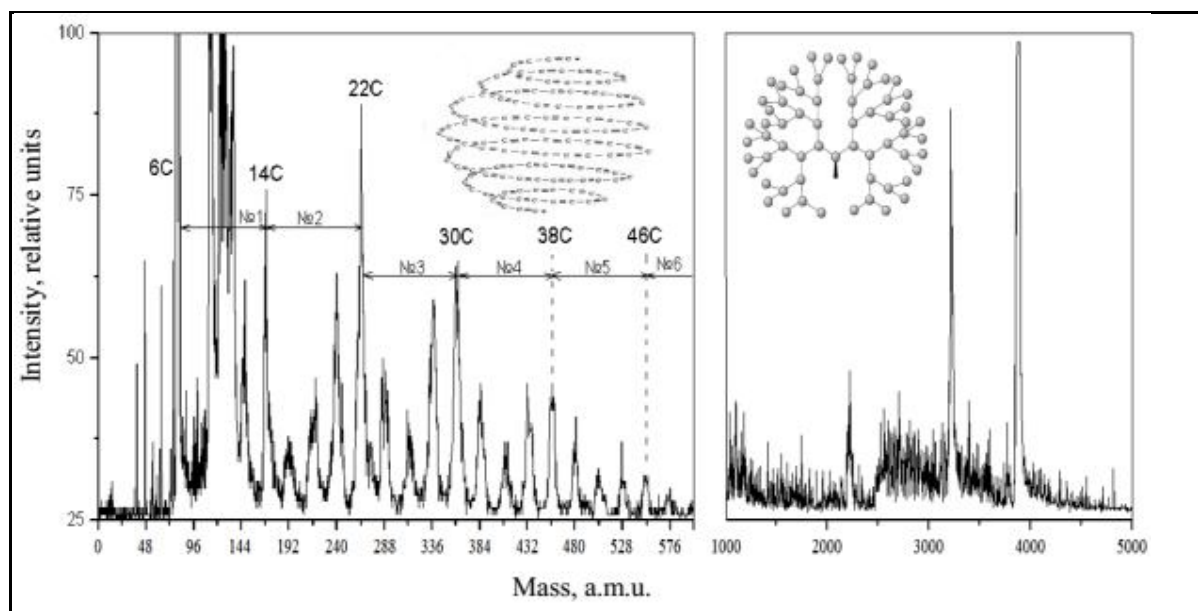 Intensity, relative units
100
75
50
25
6C
14C
22C
30C
38C
46C
№1
№2
№3
№4
№5
№6
0 48 96 144 192 240 288 336 384 432 480 528 576
1000 2000 3000 4000 5000
Mass, a.m.u.